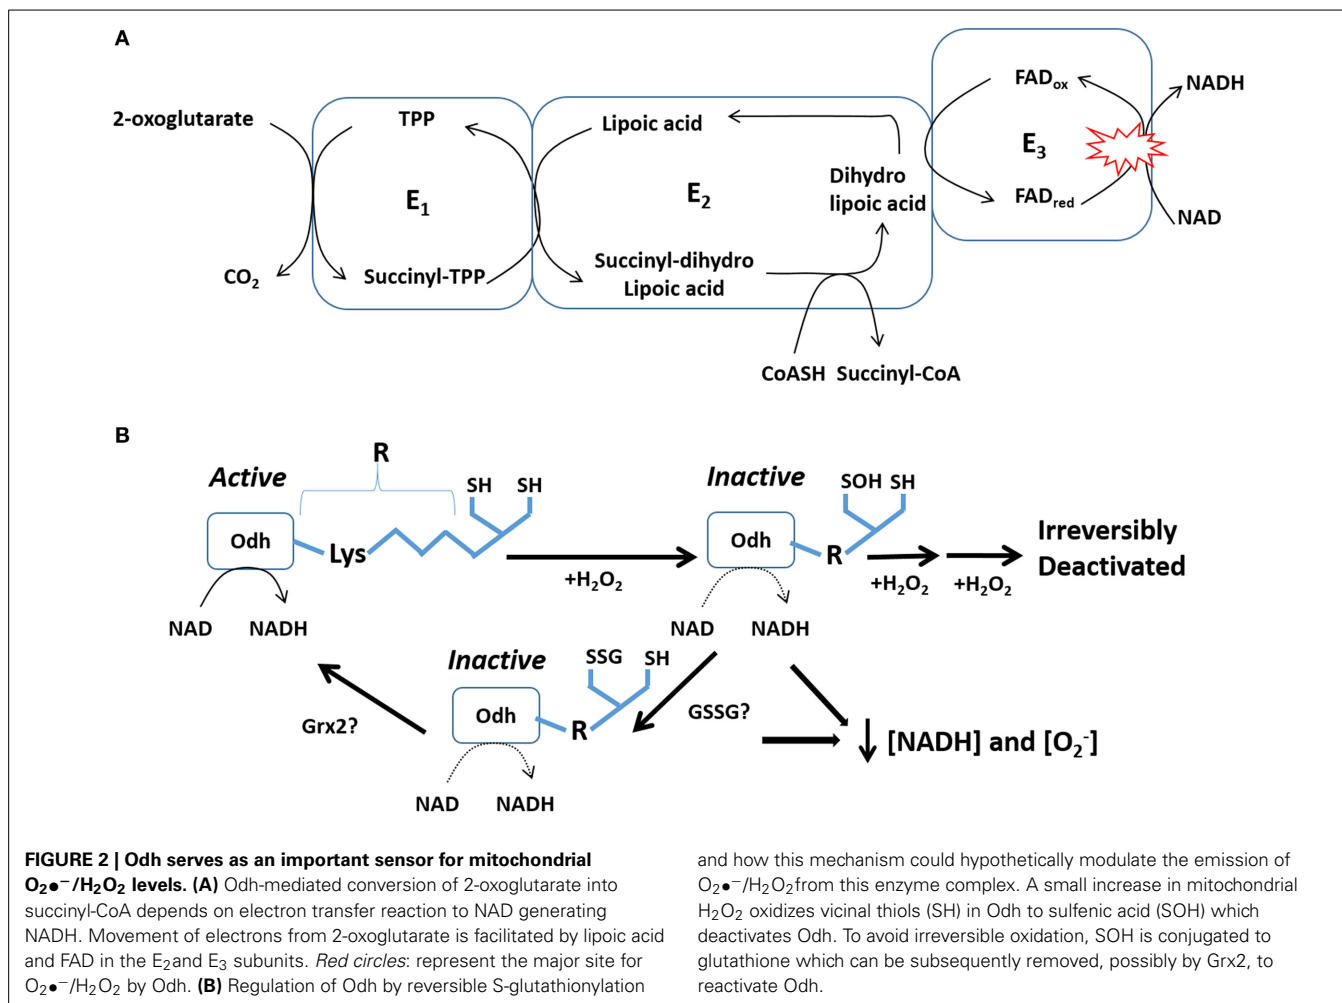 A
2-oxoglutarate
TPP
E1
CO2
Succinyl-TPP
Lipoic acid
E2
Dihydro
lipoic acid
Succinyl-dihydro
Lipoic acid
CoASH Succinyl-CoA
FADox
E3
FADred
NADH
NAD
B
Active
R
SH SH
Odh
Lys
NAD NADH
+H2O2
Inactive
SOH SH
Odh
R
NAD NADH
+H2O2 +H2O2
Irreversibly
Deactivated
Inactive
SSG SH
Odh
R
NAD NADH
Grx2?
GSSG?
[NADH] and [O2-]
FIGURE 2 | Odh serves as an important sensor for mitochondrial
O2●−/H2O2 levels. (A) Odh-mediated conversion of 2-oxoglutarate into
succinyl-CoA depends on electron transfer reaction to NAD generating
NADH. Movement of electrons from 2-oxoglutarate is facilitated by lipoic acid
and FAD in the E2and E3 subunits. Red circles: represent the major site for
O2●−/H2O2 by Odh. (B) Regulation of Odh by reversible S-glutathionylation
and how this mechanism could hypothetically modulate the emission of
O2●−/H2O2from this enzyme complex. A small increase in mitochondrial
H2O2 oxidizes vicinal thiols (SH) in Odh to sulfenic acid (SOH) which
deactivates Odh. To avoid irreversible oxidation, SOH is conjugated to
glutathione which can be subsequently removed, possibly by Grx2, to
reactivate Odh.